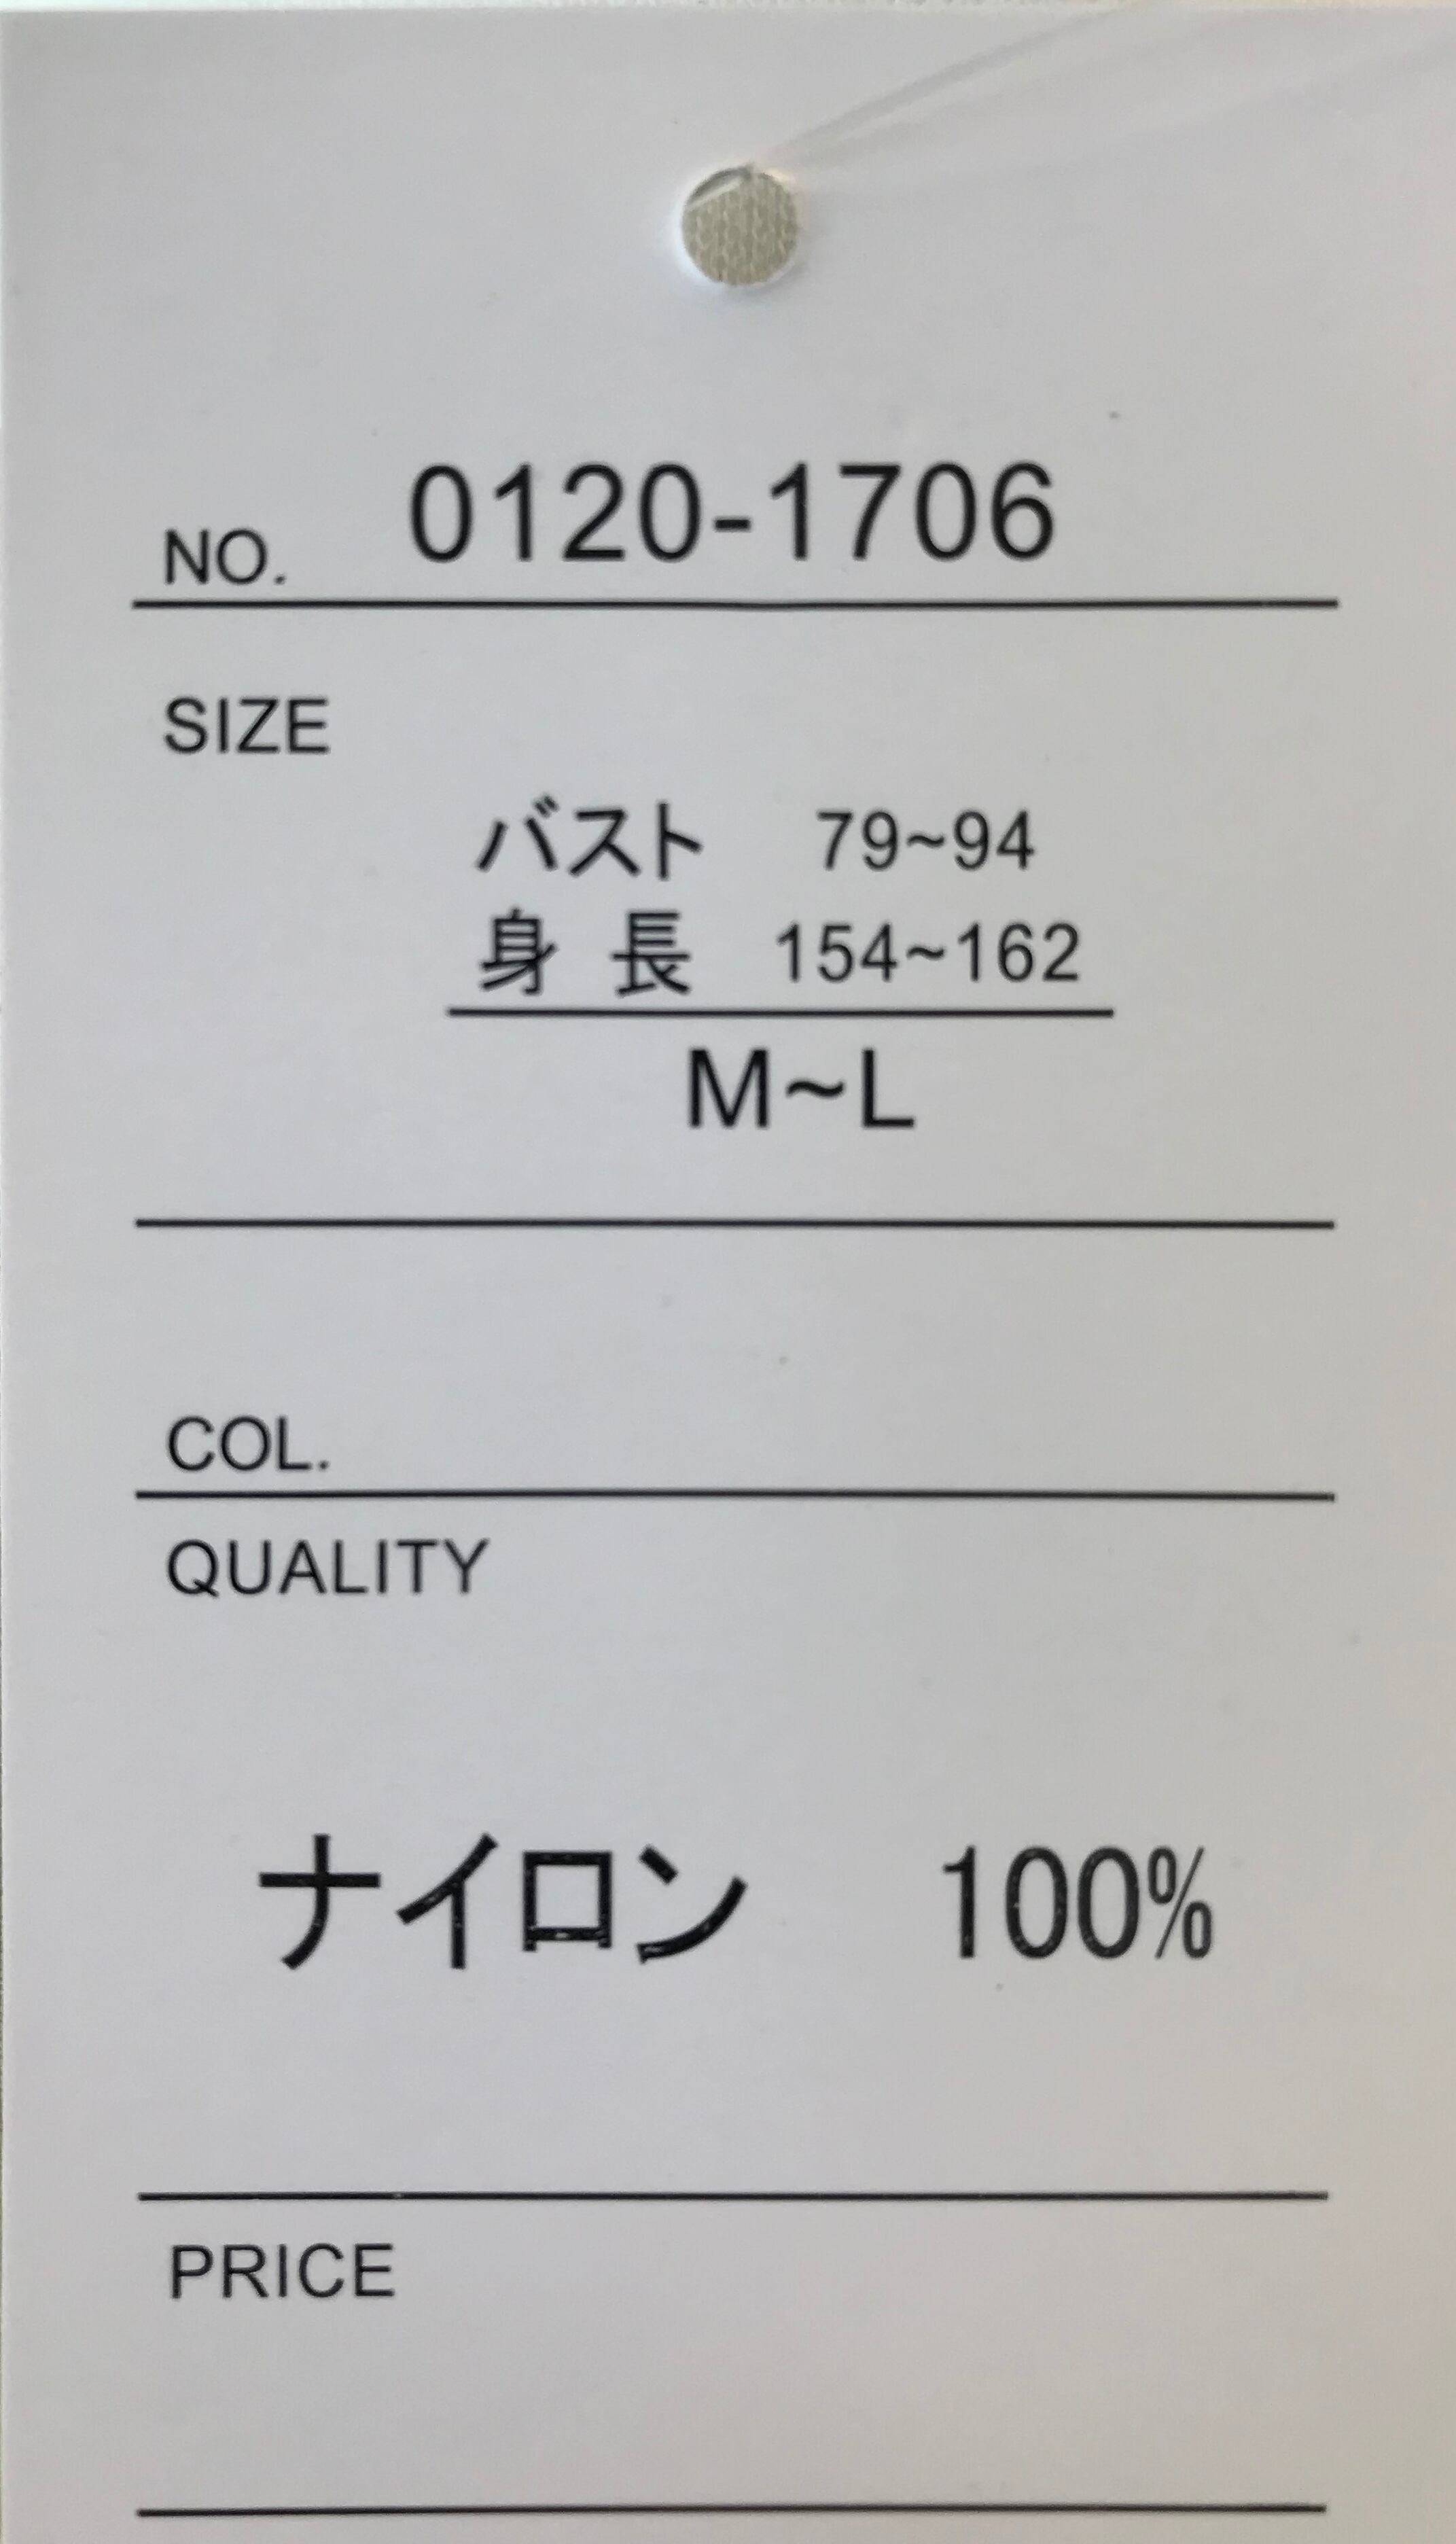 NO. 0120-1706
SIZE
バスト 79~94
身 長 154~162
M~L
COL.
QUALITY
ナイロン 100%
PRICE